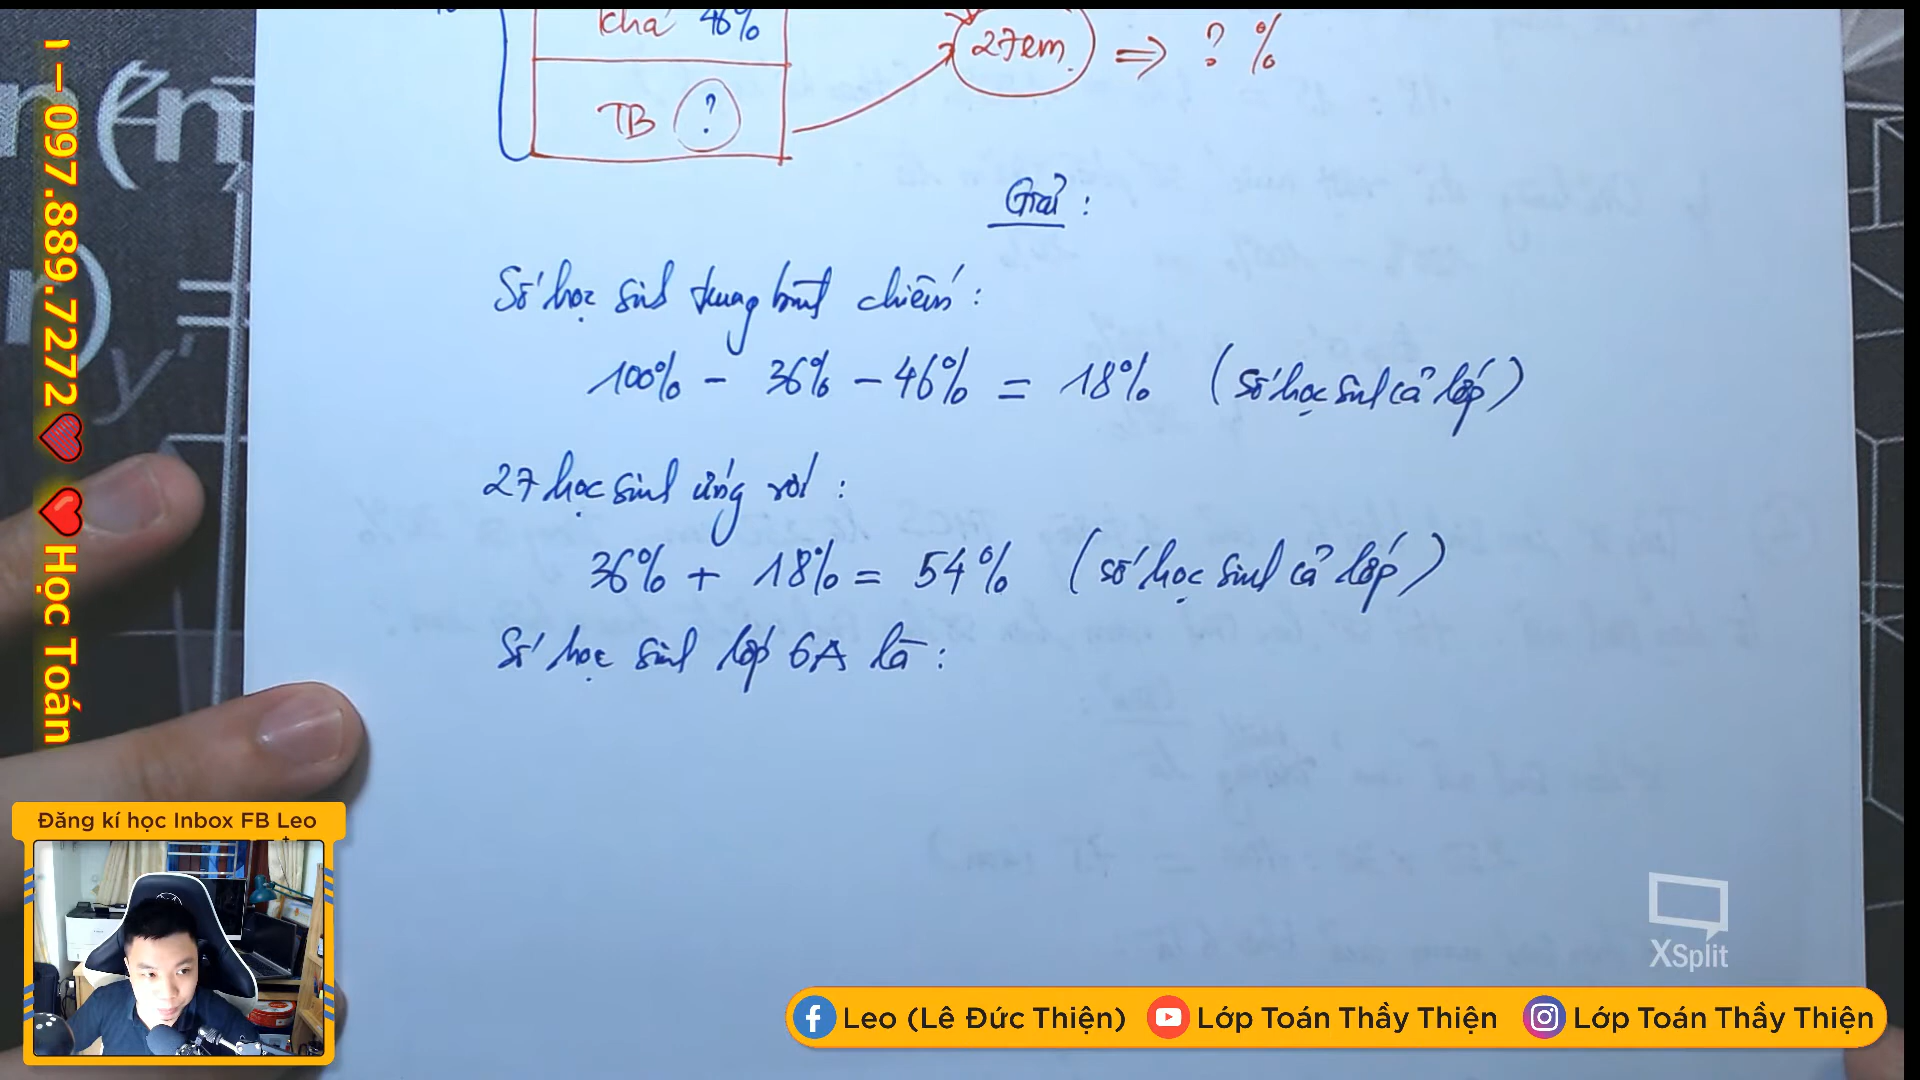 khá 46%
27em. ⇒ ? %
TB ?
Giải :
Số học sinh trung bình chiếm :
100% - 36% - 46% = 18% (số học sinh cả lớp)
27 học sinh ứng với :
36% + 18% = 54% (số học sinh cả lớp)
Số học sinh lớp 6A là :
1 – 097.889.7272 ❤ ❤ Học Toán
Đăng kí học Inbox FB Leo
XSplit
Leo (Lê Đức Thiện) Lớp Toán Thầy Thiện Lớp Toán Thầy Thiện